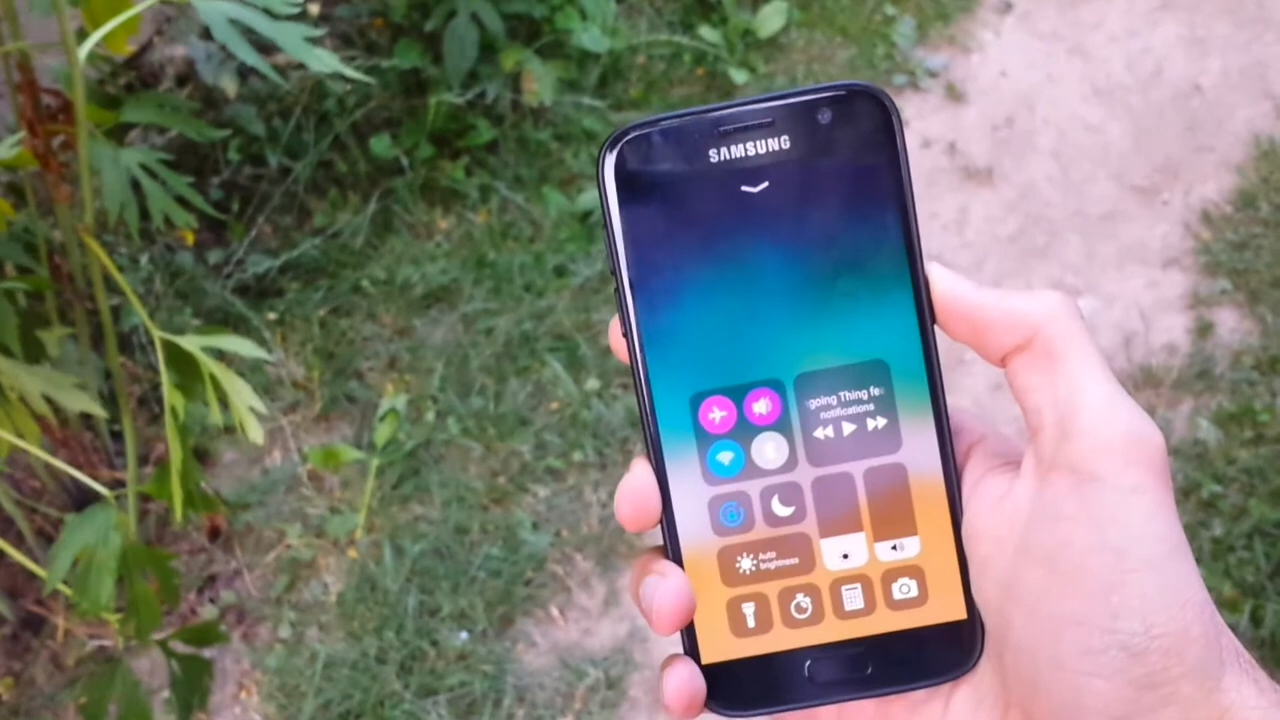 SAMSUNG
going Thing fe
notifications
Auto
brightness